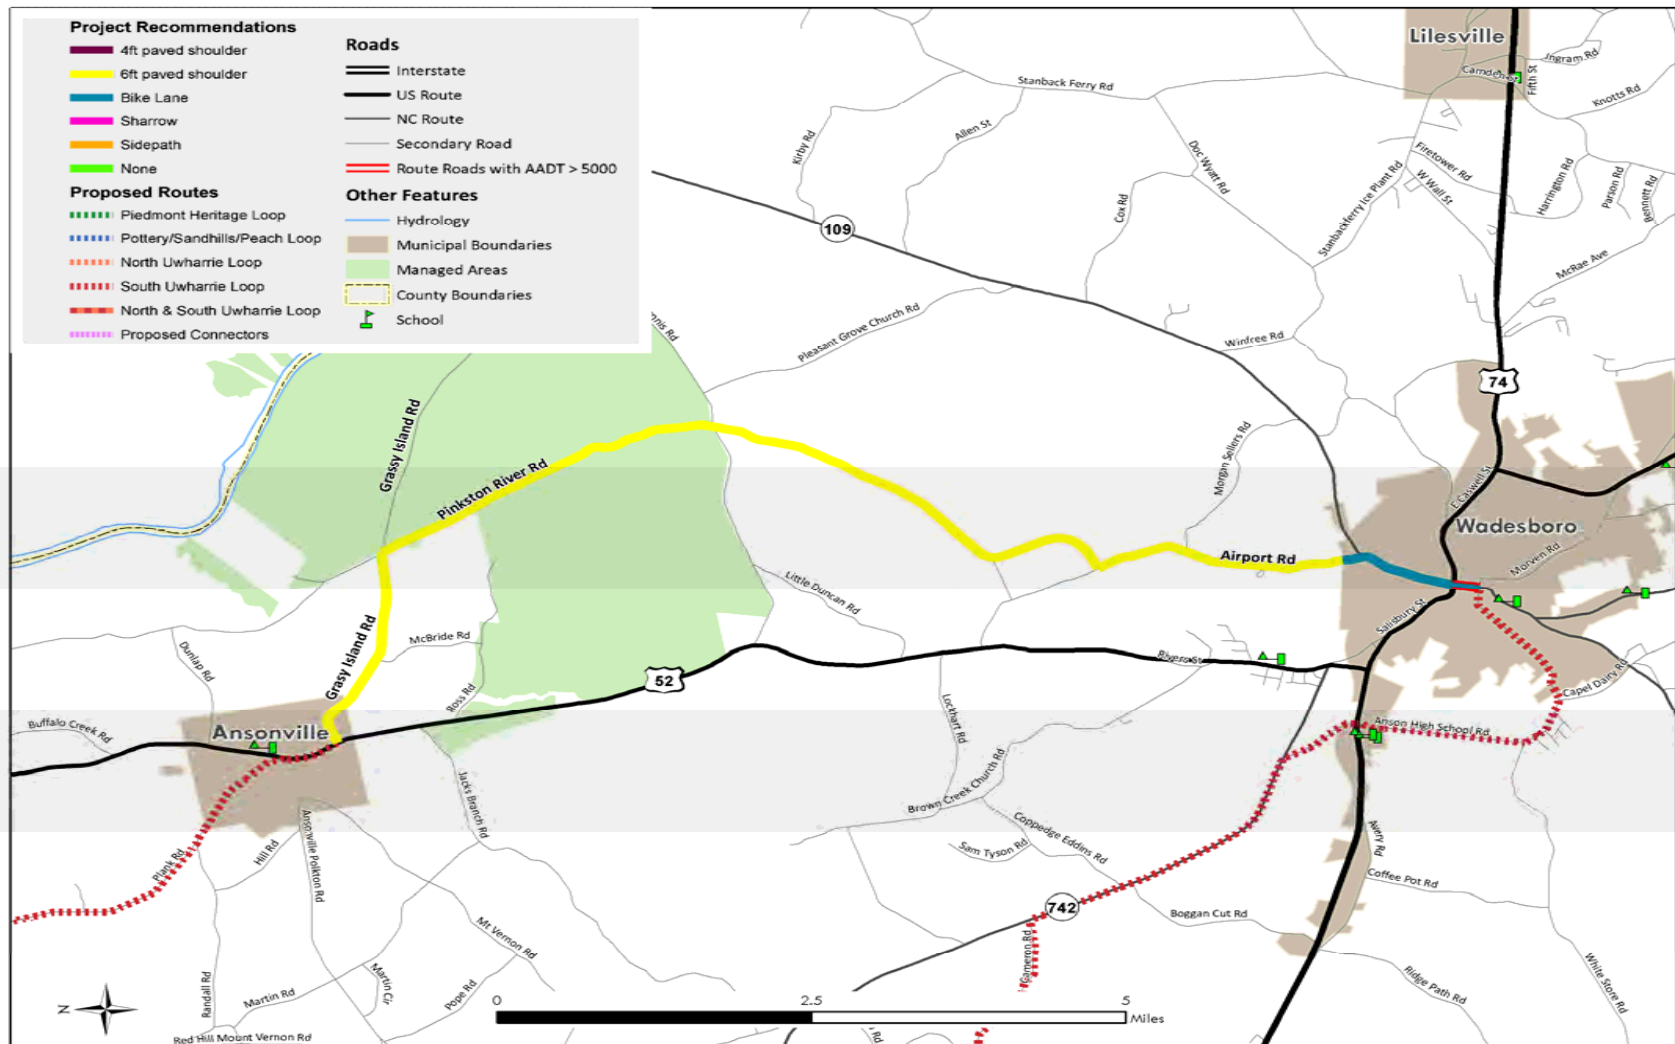 Project Recommendations
4ft paved shoulder
6ft paved shoulder
Bike Lane
Sharrow
Sidepath
None
Proposed Routes
Piedmont Heritage Loop
Pottery/Sandhills/Peach Loop
North Uwharrie Loop
South Uwharrie Loop
North & South Uwharrie Loop
Proposed Connectors
Roads
Interstate
US Route
NC Route
Secondary Road
Route Roads with AADT > 5000
Other Features
Hydrology
Municipal Boundaries
Managed Areas
County Boundaries
School
Lilesville
Ingram Rd
Camden St
Fifth St
Knotts Rd
Stanback Ferry Rd
Allen St
Kirby Rd
Doc Wyatt Rd
Cox Rd
Stanbackferry Ice Plant Rd
Firetower Rd
W Wall St
Harrington Rd
Parson Rd
Bennett Rd
McRae Ave
109
Pleasant Grove Church Rd
Winfree Rd
74
Grassy Island Rd
Pinkston River Rd
Morgan Sellers Rd
E Caswell St
Wadesboro
Airport Rd
Morven Rd
Little Duncan Rd
Salisbury St
Grasy Island Rd
McBride Rd
Dunlap Rd
Rivers St
Capel Dairy Rd
52
Ross Rd
Lockhart Rd
Anson High School Rd
Buffalo Creek Rd
Ansonville
Jacks Branch Rd
Brown Creek Church Rd
Coppedge Eddins Rd
Sam Tyson Rd
Avery Rd
Coffee Pot Rd
Plank Rd
Hill Rd
Ansonville Polkton Rd
742
Boggan Cut Rd
Mt Vernon Rd
Cameron Rd
White Store Rd
Ridge Path Rd
Randall Rd
Martin Rd
Martin Cir
Pope Rd
Red Hill Mount Vernon Rd
N
0 2.5 5
Miles
Rd